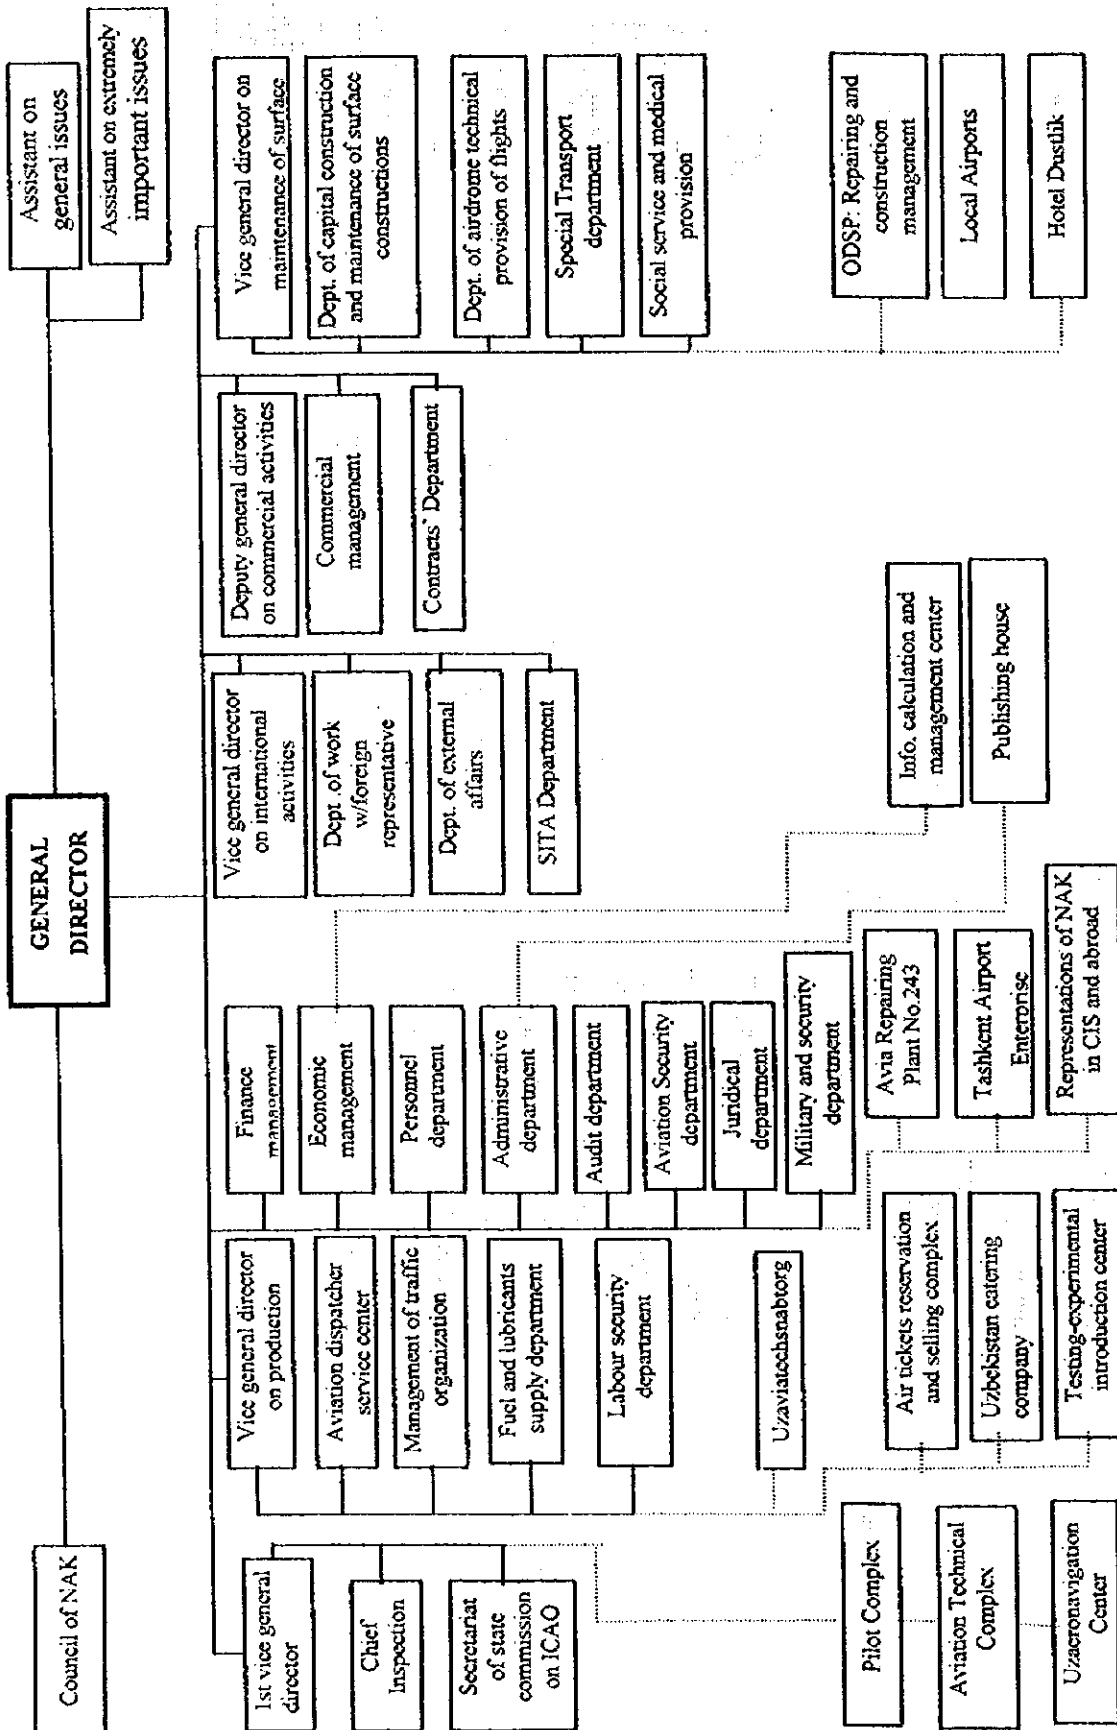 Council of NAK
GENERAL
DIRECTOR
Assistant on
general issues
Assistant on extremely
important issues
1st vice general
director
Chief
Inspection
Secretariat
of state
commission
on ICAO
Pilot Complex
Aviation Technical
Complex
Uzaeronavigation
Center
Vice general director
on production
Aviation dispatcher
service center
Management of traffic
organization
Fuel and lubricants
supply department
Labour security
department
Uzaviatechsnabtorg
Air tickets reservation
and selling complex
Uzbekistan catering
company
Testing-experimental
introduction center
Finance
management
Economic
management
Personnel
department
Administrative
department
Audit department
Aviation Security
department
Juridical
department
Military and security
department
Avia Repairing
Plant No.243
Tashkent Airport
Enterprise
Representations of NAK
in CIS and abroad
Vice general director
on international
activities
Dept .of work
w/foreign
representative
Dept. of external
affairs
SITA Department
Info. calculation and
management center
Publishing house
Deputy general director
on commercial activities
Commercial
management
Contracts` Department
Vice general director on
maintenance of surface
Dept. of capital construction
and maintenance of surface
constructions
Dept. of airdrome technical
provision of flights
Special Transport
department
Social service and medical
provision
ODSP: Repairing and
construction
management
Local Airports
Hotel Dustlik